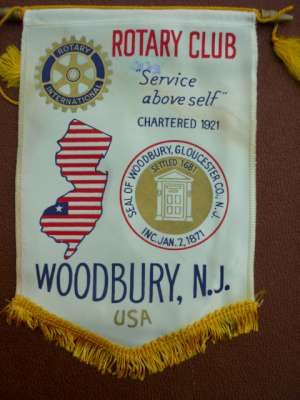 ROTARY CLUB
ROTARY
INTERNATIONAL
"Service
above self"
CHARTERED 1921
SEAL OF WOODBURY, GLOUCESTER CO., N.J.
SETTLED 1681
INC. JAN. 2, 1871
WOODBURY, N.J.
USA